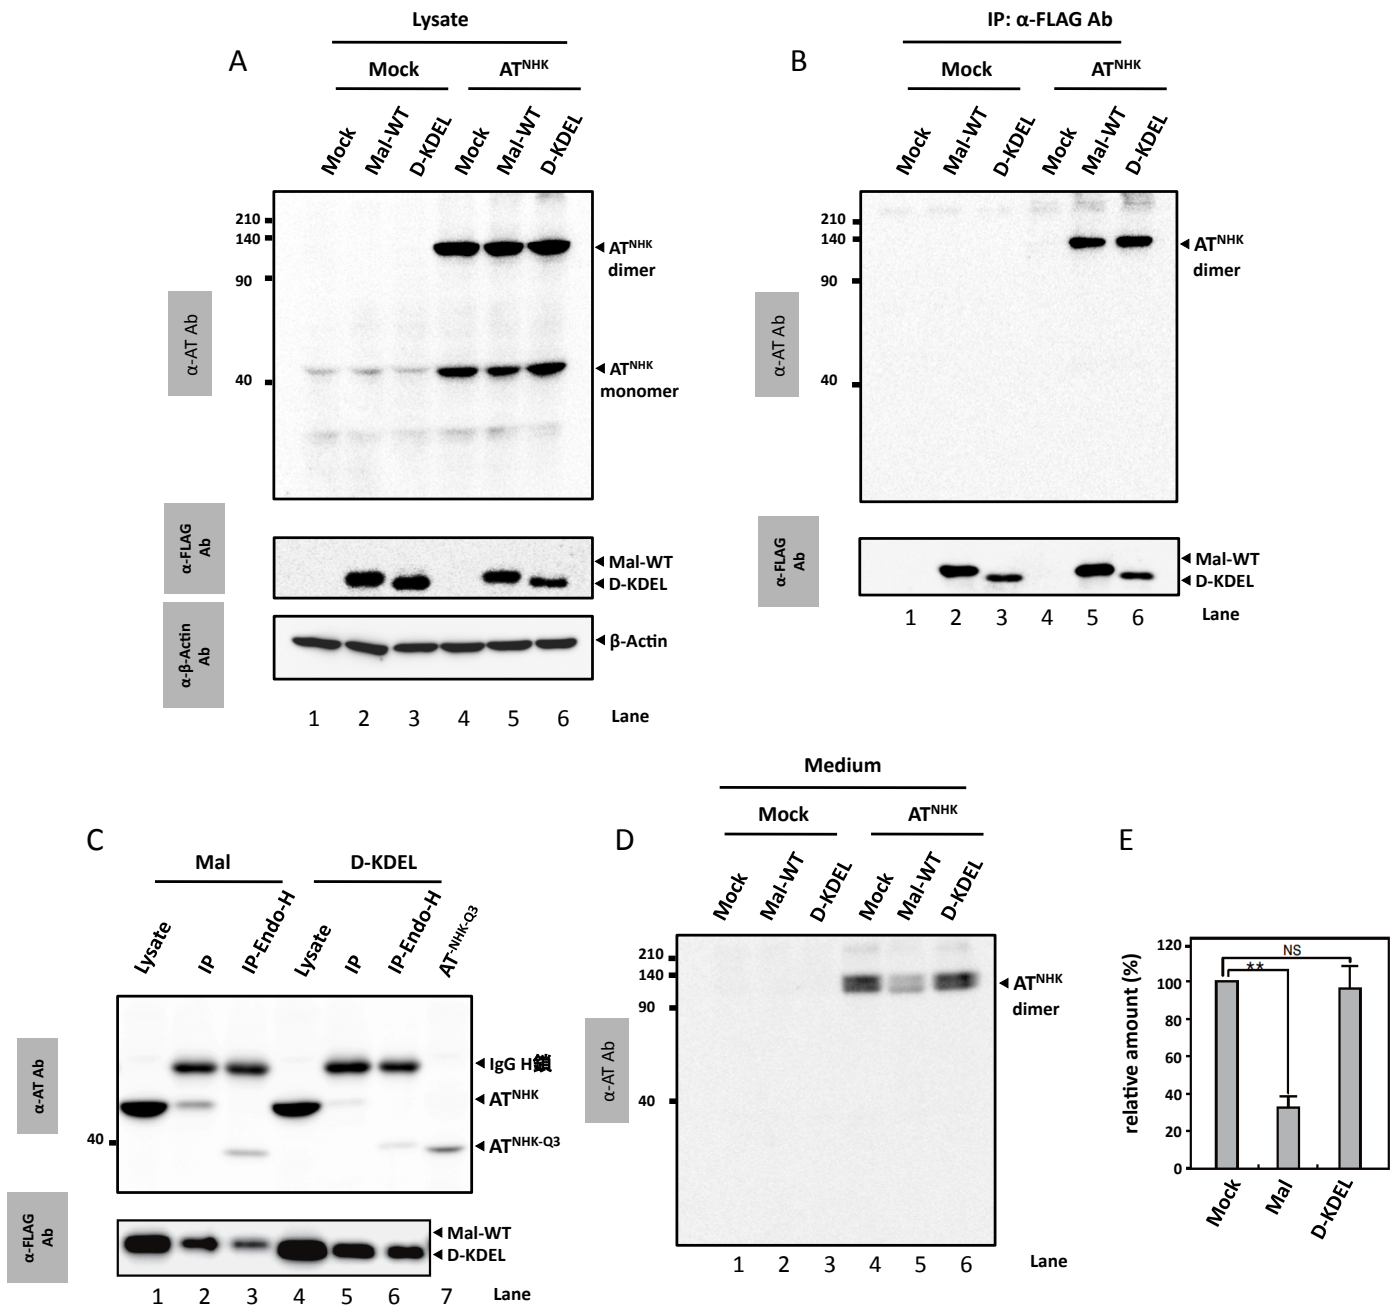 A
Lysate
Mock
AT^NHK
Mock
Mal-WT
D-KDEL
Mock
Mal-WT
D-KDEL
210
140
90
40
α-AT Ab
AT^NHK
dimer
AT^NHK
monomer
α-FLAG
Ab
Mal-WT
D-KDEL
α-β-Actin
Ab
β-Actin
1 2 3 4 5 6 Lane
B
IP: α-FLAG Ab
Mock
AT^NHK
Mock
Mal-WT
D-KDEL
Mock
Mal-WT
D-KDEL
210
140
90
40
α-AT Ab
AT^NHK
dimer
α-FLAG
Ab
Mal-WT
D-KDEL
1 2 3 4 5 6 Lane
C
Mal
D-KDEL
Lysate
IP
IP-Endo-H
Lysate
IP
IP-Endo-H
AT^-NHK-Q3
α-AT Ab
40
IgG H鎖
AT^NHK
AT^NHK-Q3
α-FLAG
Ab
Mal-WT
D-KDEL
1 2 3 4 5 6 7 Lane
D
Medium
Mock
AT^NHK
Mock
Mal-WT
D-KDEL
Mock
Mal-WT
D-KDEL
210
140
90
40
α-AT Ab
AT^NHK
dimer
1 2 3 4 5 6 Lane
E
relative amount (%)
120
100
80
60
40
20
0
NS
**
Mock
Mal
D-KDEL